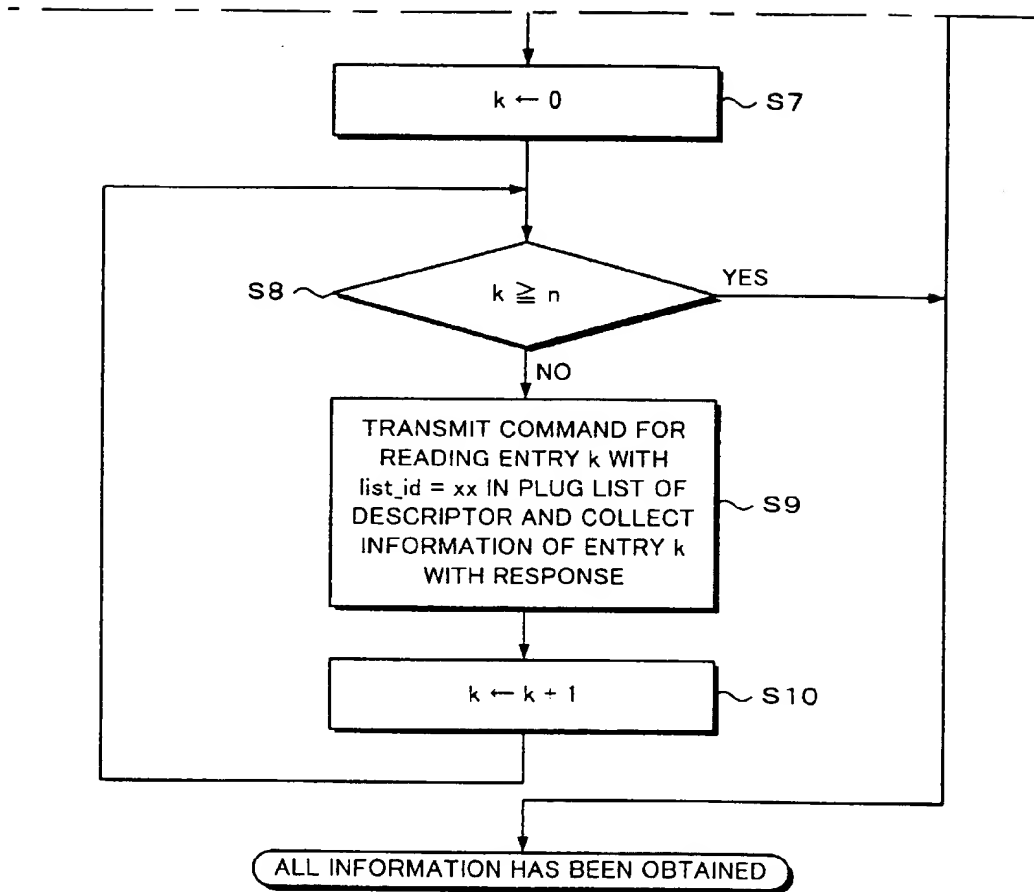 k ← 0
S7
S8
k ≧ n
YES
NO
TRANSMIT COMMAND FOR
READING ENTRY k WITH
list_id = xx IN PLUG LIST OF
DESCRIPTOR AND COLLECT
INFORMATION OF ENTRY k
WITH RESPONSE
S9
k ← k + 1
S10
ALL INFORMATION HAS BEEN OBTAINED